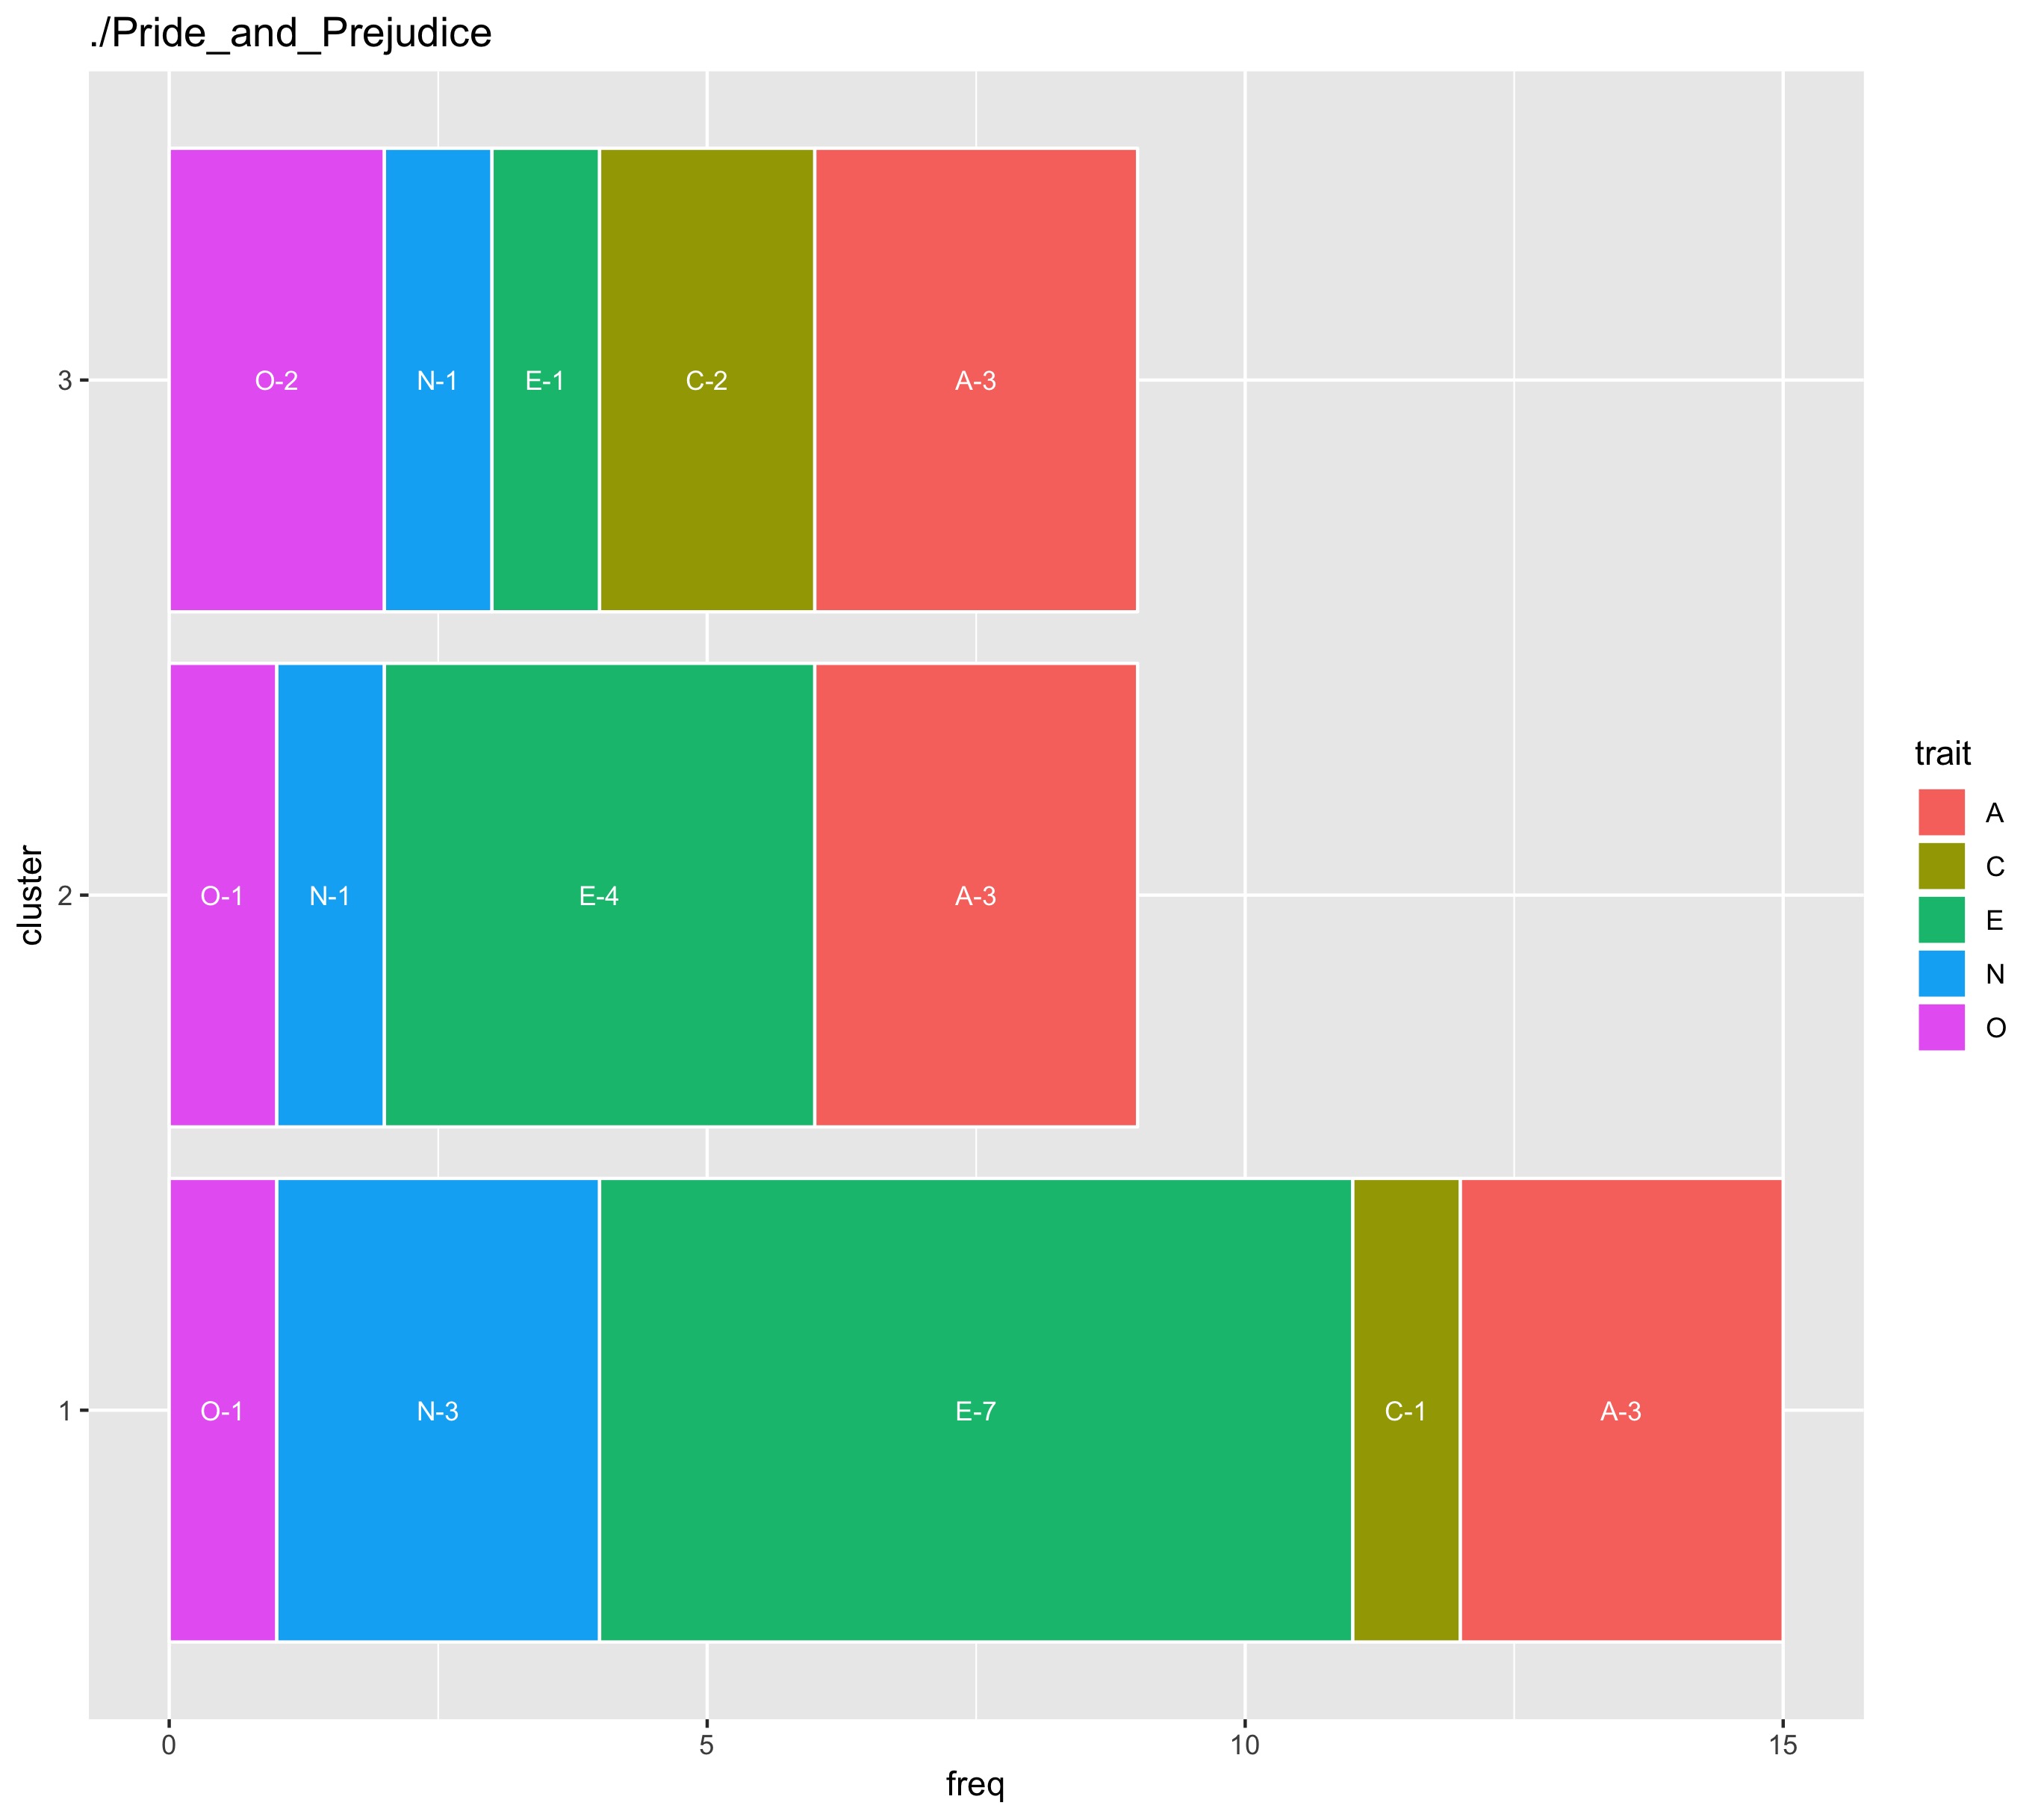 ./Pride_and_Prejudice
cluster
3
O-2 N-1 E-1 C-2 A-3
2
O-1 N-1 E-4 A-3
1
O-1 N-3 E-7 C-1 A-3
0 5 10 15
freq
trait
A
C
E
N
O